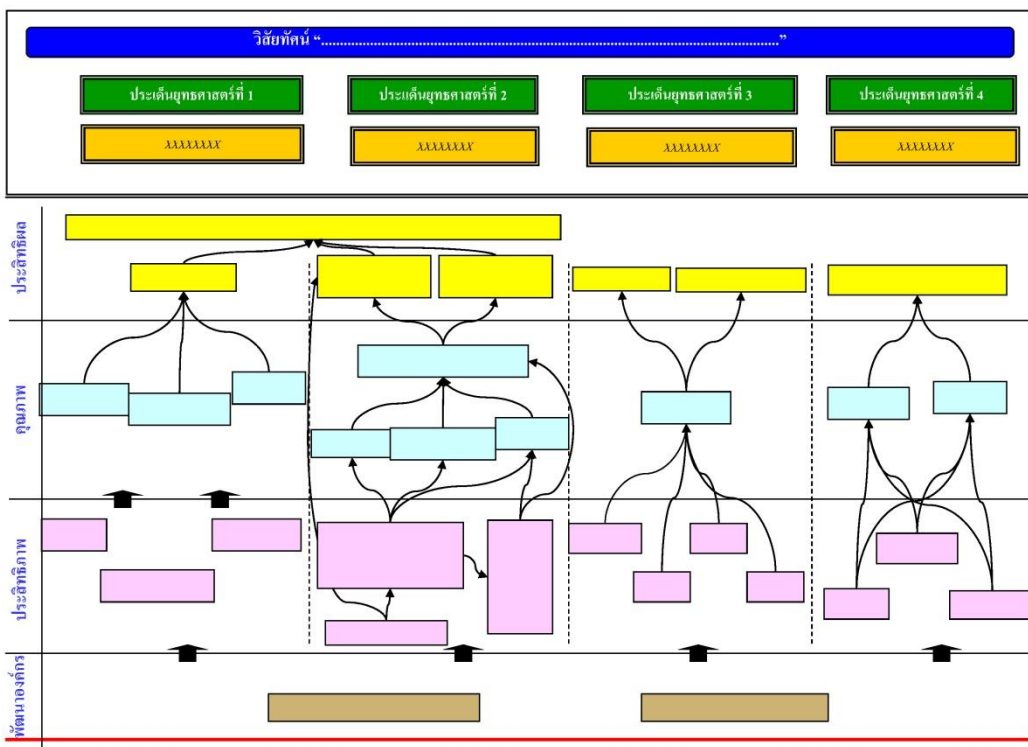 วิสัยทัศน์ “....................................................................................................................”
ประเด็นยุทธศาสตร์ที่ 1
ประแด็นยุทธศาสตร์ที่ 2
ประเด็นยุทธศาสตร์ที่ 3
ประเด็นยุทธศาสตร์ที่ 4
xxxxxxxx
xxxxxxxx
xxxxxxxx
xxxxxxxx
ประสิทธิผล
คุณภาพ
ประสิทธิภาพ
พัฒนาองค์กร